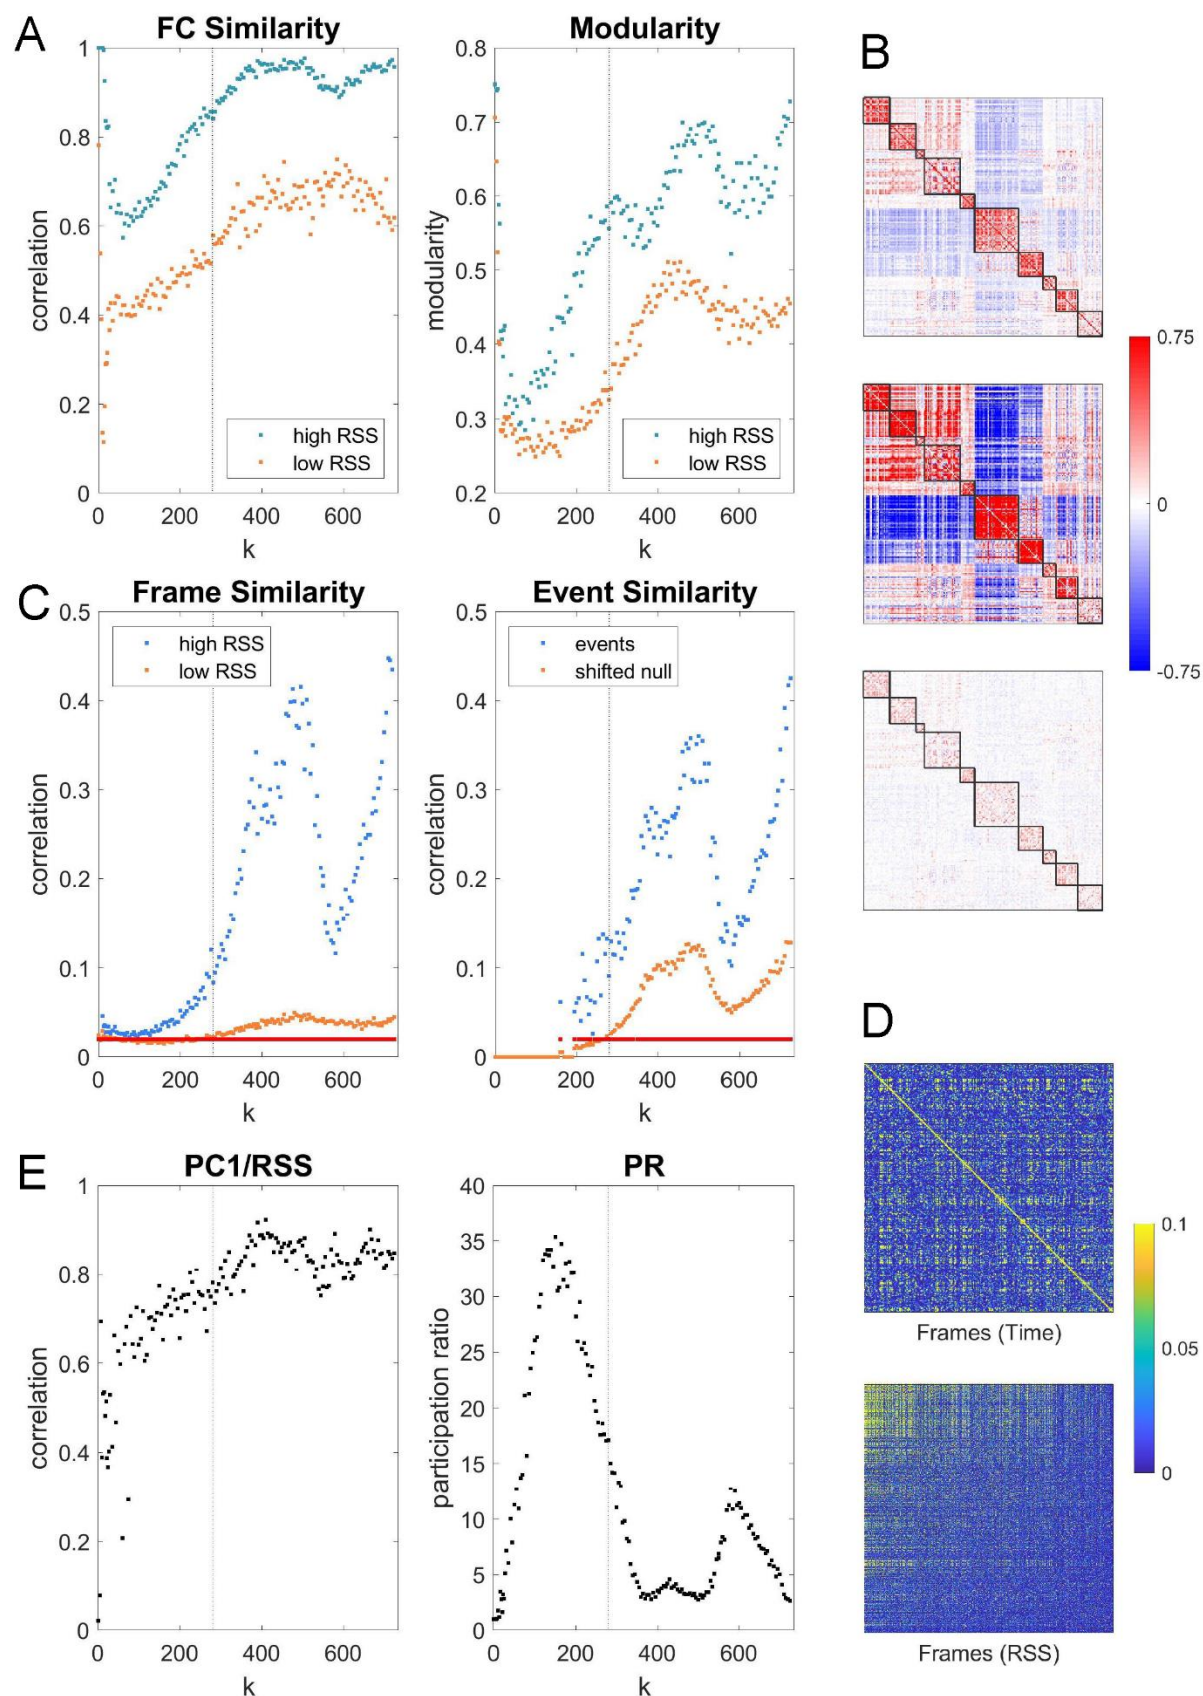 A
FC Similarity
1
0.8
0.6
0.4
0.2
0
correlation
high RSS
low RSS
0
200
400
600
k
Modularity
0.8
0.7
0.6
0.5
0.4
0.3
0.2
modularity
high RSS
low RSS
0
200
400
600
k
B
0.75
0
-0.75
C
Frame Similarity
0.5
0.4
0.3
0.2
0.1
0
correlation
high RSS
low RSS
0
200
400
600
k
Event Similarity
0.5
0.4
0.3
0.2
0.1
0
correlation
events
shifted null
0
200
400
600
k
D
Frames (Time)
0.1
0.05
0
Frames (RSS)
E
PC1/RSS
1
0.8
0.6
0.4
0.2
0
correlation
0
200
400
600
k
PR
40
35
30
25
20
15
10
5
0
participation ratio
0
200
400
600
k